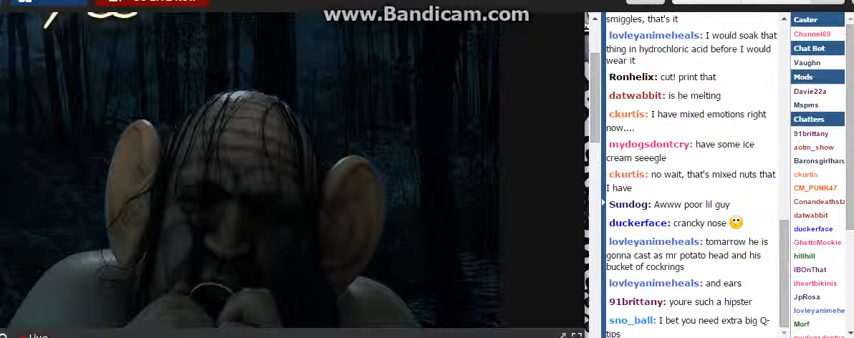 www.Bandicam.com
smiggles, that's it
lovleyanimeheals: I would soak that
thing in hydrochloric acid before I would
wear it
Ronhelix: cut! print that
datwabbit: is he melting
ckurtis: I have mixed emotions right
now....
mydogsdontcry: have some ice
cream seeegle
ckurtis: no wait, that's mixed nuts that
I have
Sundog: Awww poor lil guy
duckerface: crancky nose
lovleyanimeheals: tomarrow he is
gonna cast as mr potato head and his
bucket of cockrings
lovleyanimeheals: and ears
91brittany: youre such a hipster
sno_ball: I bet you need extra big Q-
tips
Caster
Channel69
Chat Bot
Vaughn
Mods
Davie22a
Mspms
Chatters
91brittany
aotm_show
Baronsgirlhan
ckurtis
CM_PUNK47
Conandeathsta
datwabbit
duckerface
GhettoMookie
hillhill
IBOnThat
iheartbikinis
JpRosa
lovleyanimehe
Morf
Live